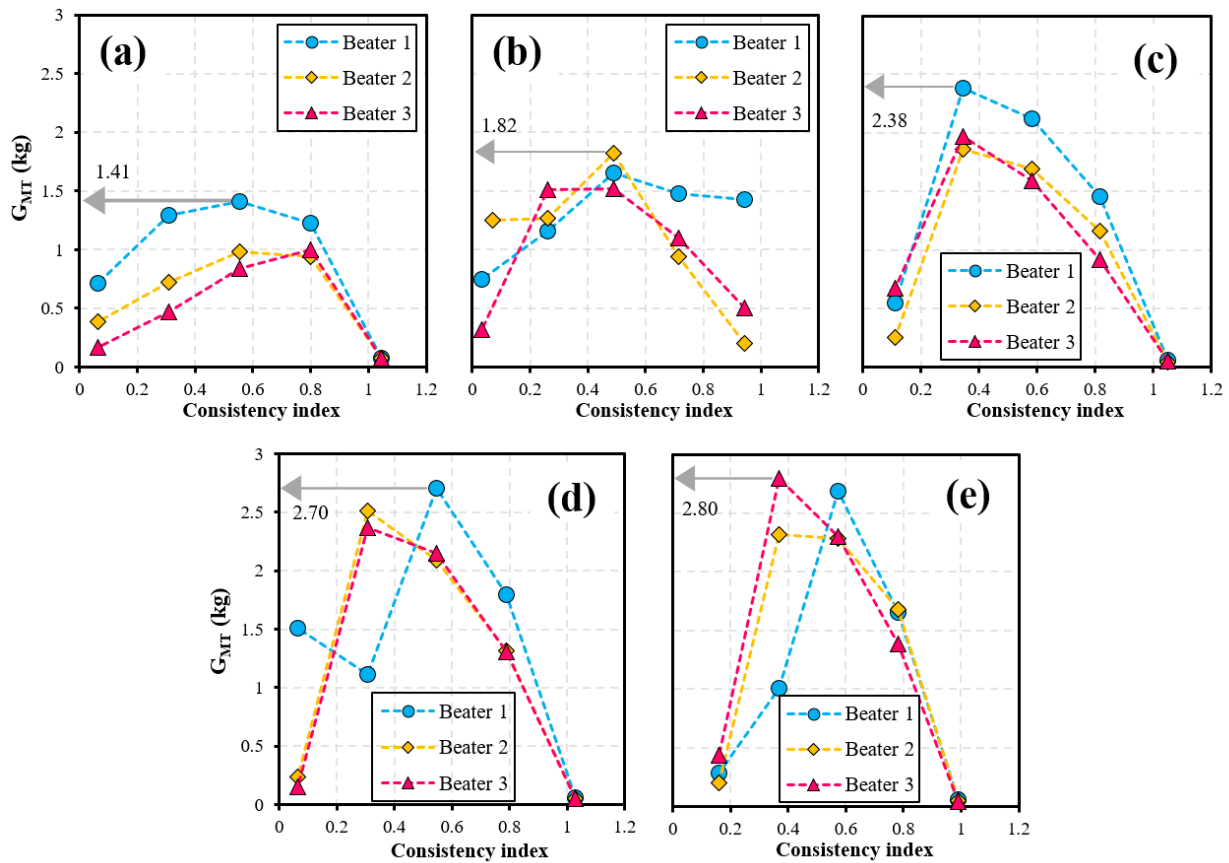 (a)
3
2.5
2
1.5
1
0.5
0
G_MT (kg)
Beater 1
Beater 2
Beater 3
1.41
0 0.2 0.4 0.6 0.8 1 1.2
Consistency index
(b)
Beater 1
Beater 2
Beater 3
1.82
0 0.2 0.4 0.6 0.8 1 1.2
Consistency index
(c)
2.38
Beater 1
Beater 2
Beater 3
0 0.2 0.4 0.6 0.8 1 1.2
Consistency index
(d)
3
2.5
2
1.5
1
0.5
0
G_MT (kg)
2.70
Beater 1
Beater 2
Beater 3
0 0.2 0.4 0.6 0.8 1 1.2
Consistency index
(e)
2.80
Beater 1
Beater 2
Beater 3
0 0.2 0.4 0.6 0.8 1 1.2
Consistency index